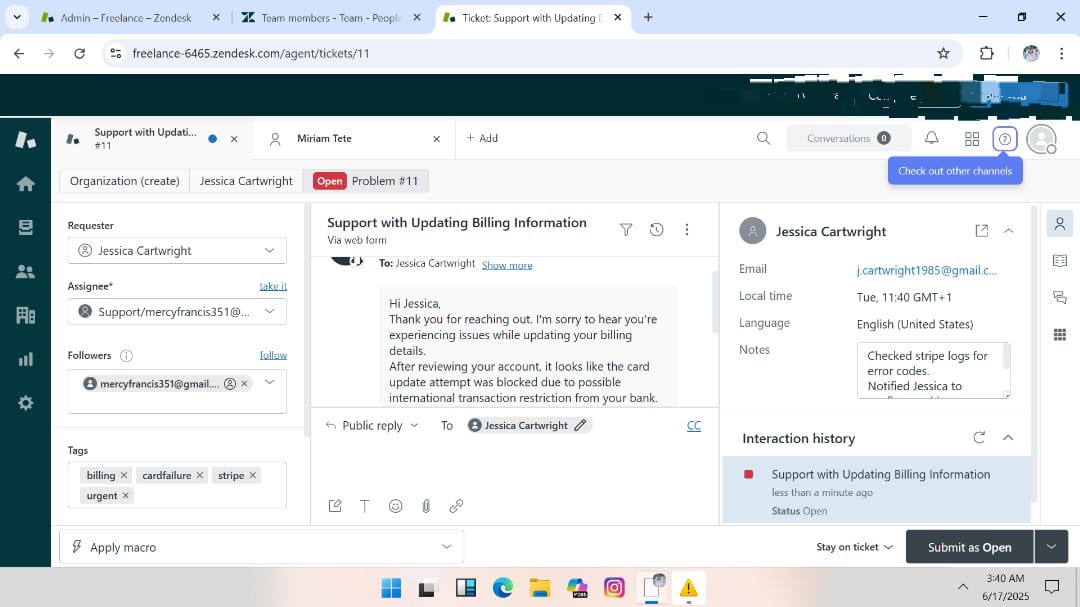 Admin – Freelance – Zendesk
Team members - Team - People
Ticket: Support with Updating B
freelance-6465.zendesk.com/agent/tickets/11
Support with Updati...
#11
Miriam Tete
+ Add
Conversations 0
Check out other channels
Organization (create)
Jessica Cartwright
Open Problem #11
Requester
Jessica Cartwright
Assignee*
take it
Support/mercyfrancis351@...
Followers
follow
mercyfrancis351@gmail....
Tags
billing
cardfailure
stripe
urgent
Support with Updating Billing Information
Via web form
To: Jessica Cartwright Show more
Hi Jessica,
Thank you for reaching out. I'm sorry to hear you're
experiencing issues while updating your billing
details.
After reviewing your account, it looks like the card
update attempt was blocked due to possible
international transaction restriction from your bank.
Public reply
To
Jessica Cartwright
CC
Jessica Cartwright
Email
j.cartwright1985@gmail.c...
Local time
Tue, 11:40 GMT+1
Language
English (United States)
Notes
Checked stripe logs for
error codes.
Notified Jessica to
Interaction history
Support with Updating Billing Information
less than a minute ago
Status Open
Apply macro
Stay on ticket
Submit as Open
3:40 AM
6/17/2025